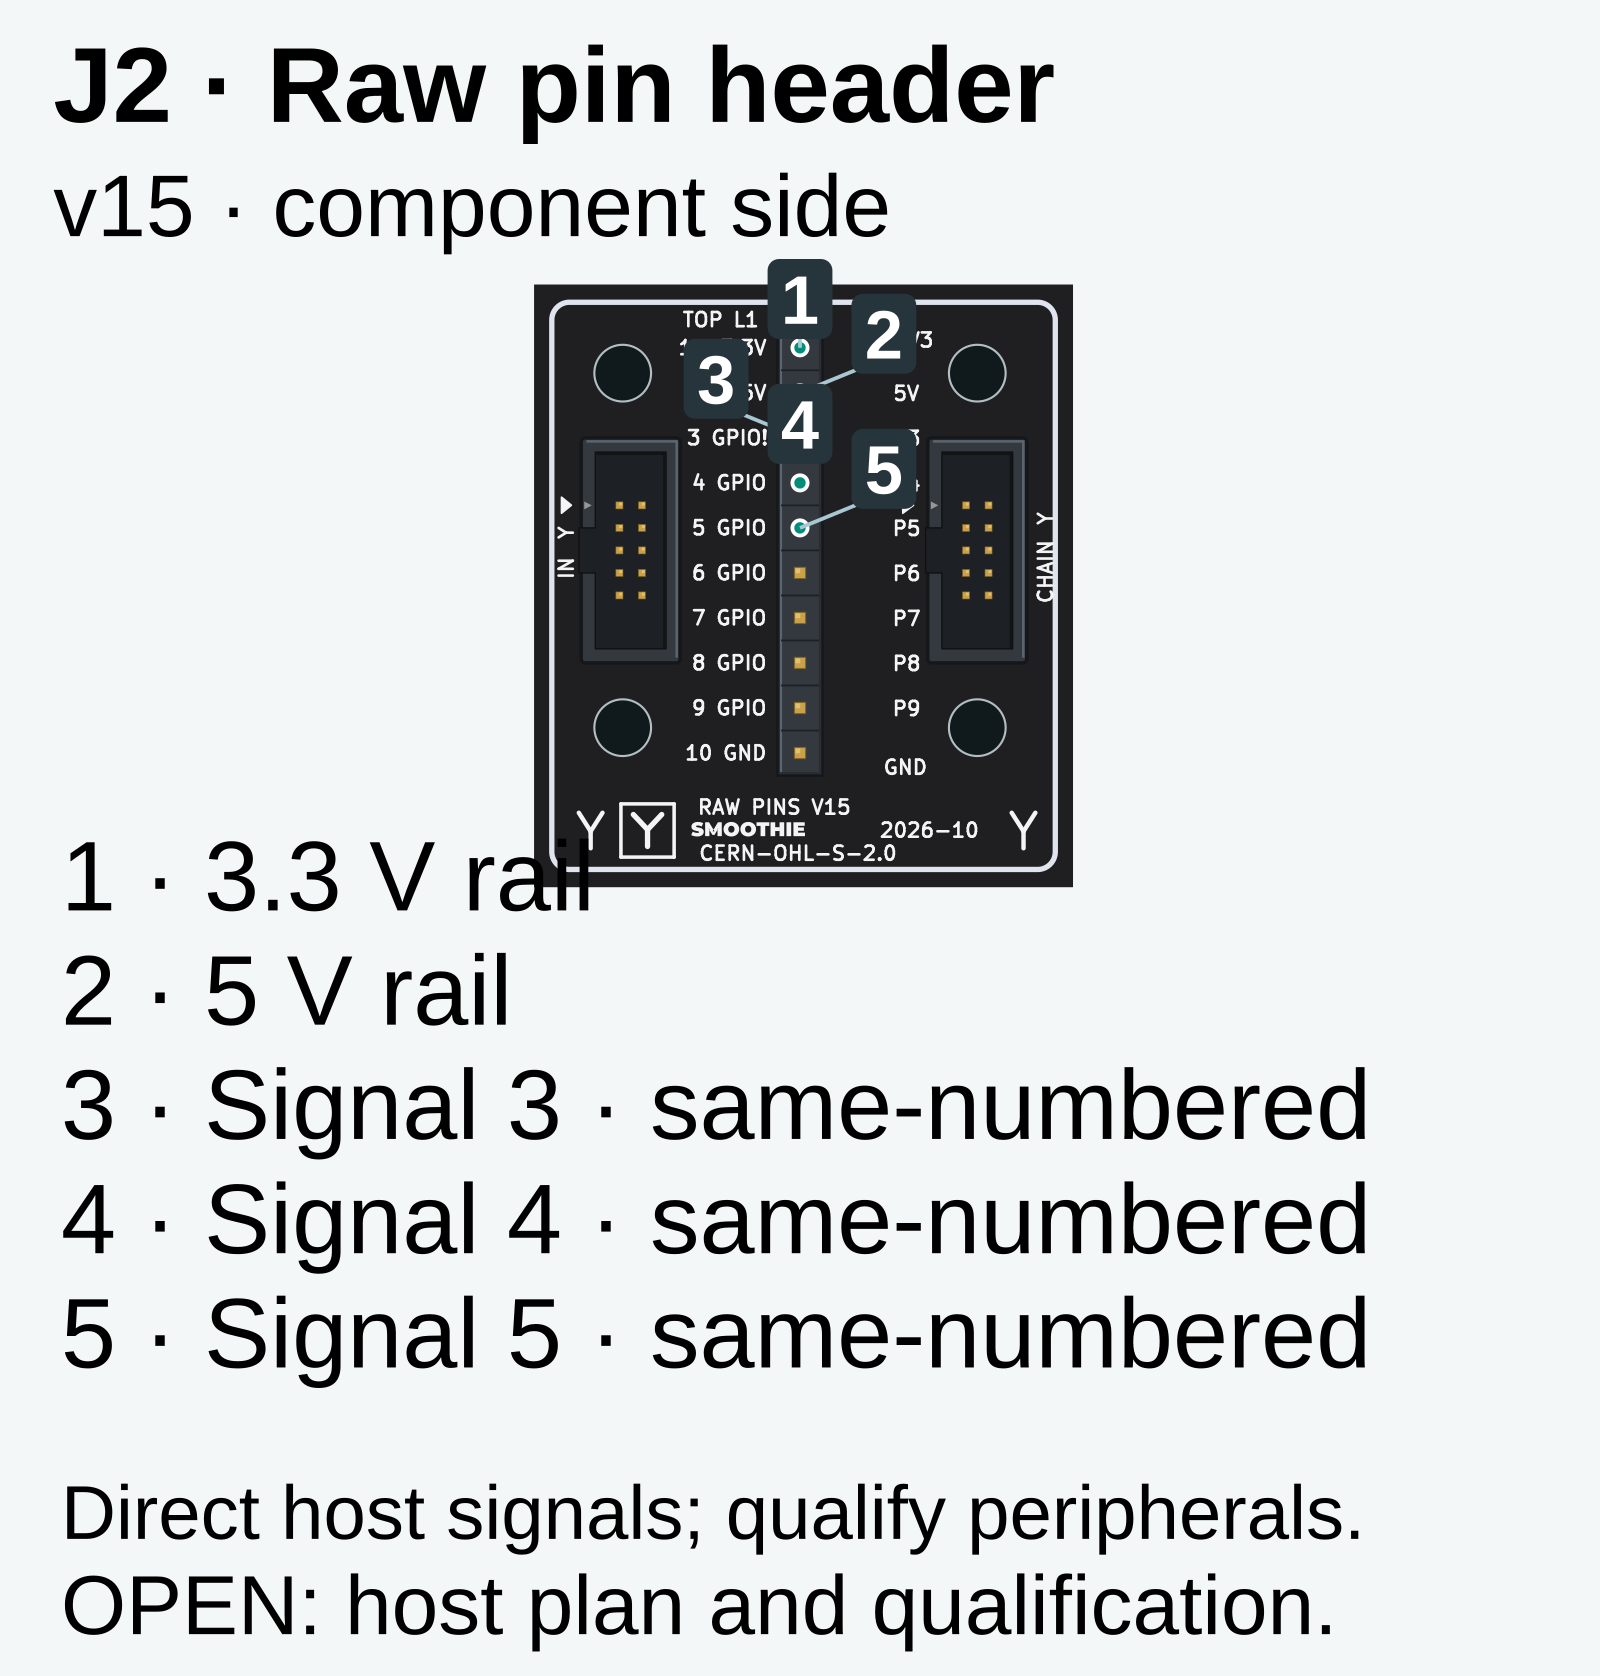 J2 · Raw pin header
v15 · component side
1
2
TOP L1
3
5V
4
3 GPIO!
5
4 GPIO
5 GPIO
P5
6 GPIO
P6
7 GPIO
P7
8 GPIO
P8
9 GPIO
P9
10 GND
GND
IN Y
CHAIN Y
RAW PINS V15
Y
Y
SMOOTHIE
2026-10
Y
CERN-OHL-S-2.0
1 · 3.3 V rail
2 · 5 V rail
3 · Signal 3 · same-numbered
4 · Signal 4 · same-numbered
5 · Signal 5 · same-numbered
Direct host signals; qualify peripherals.
OPEN: host plan and qualification.